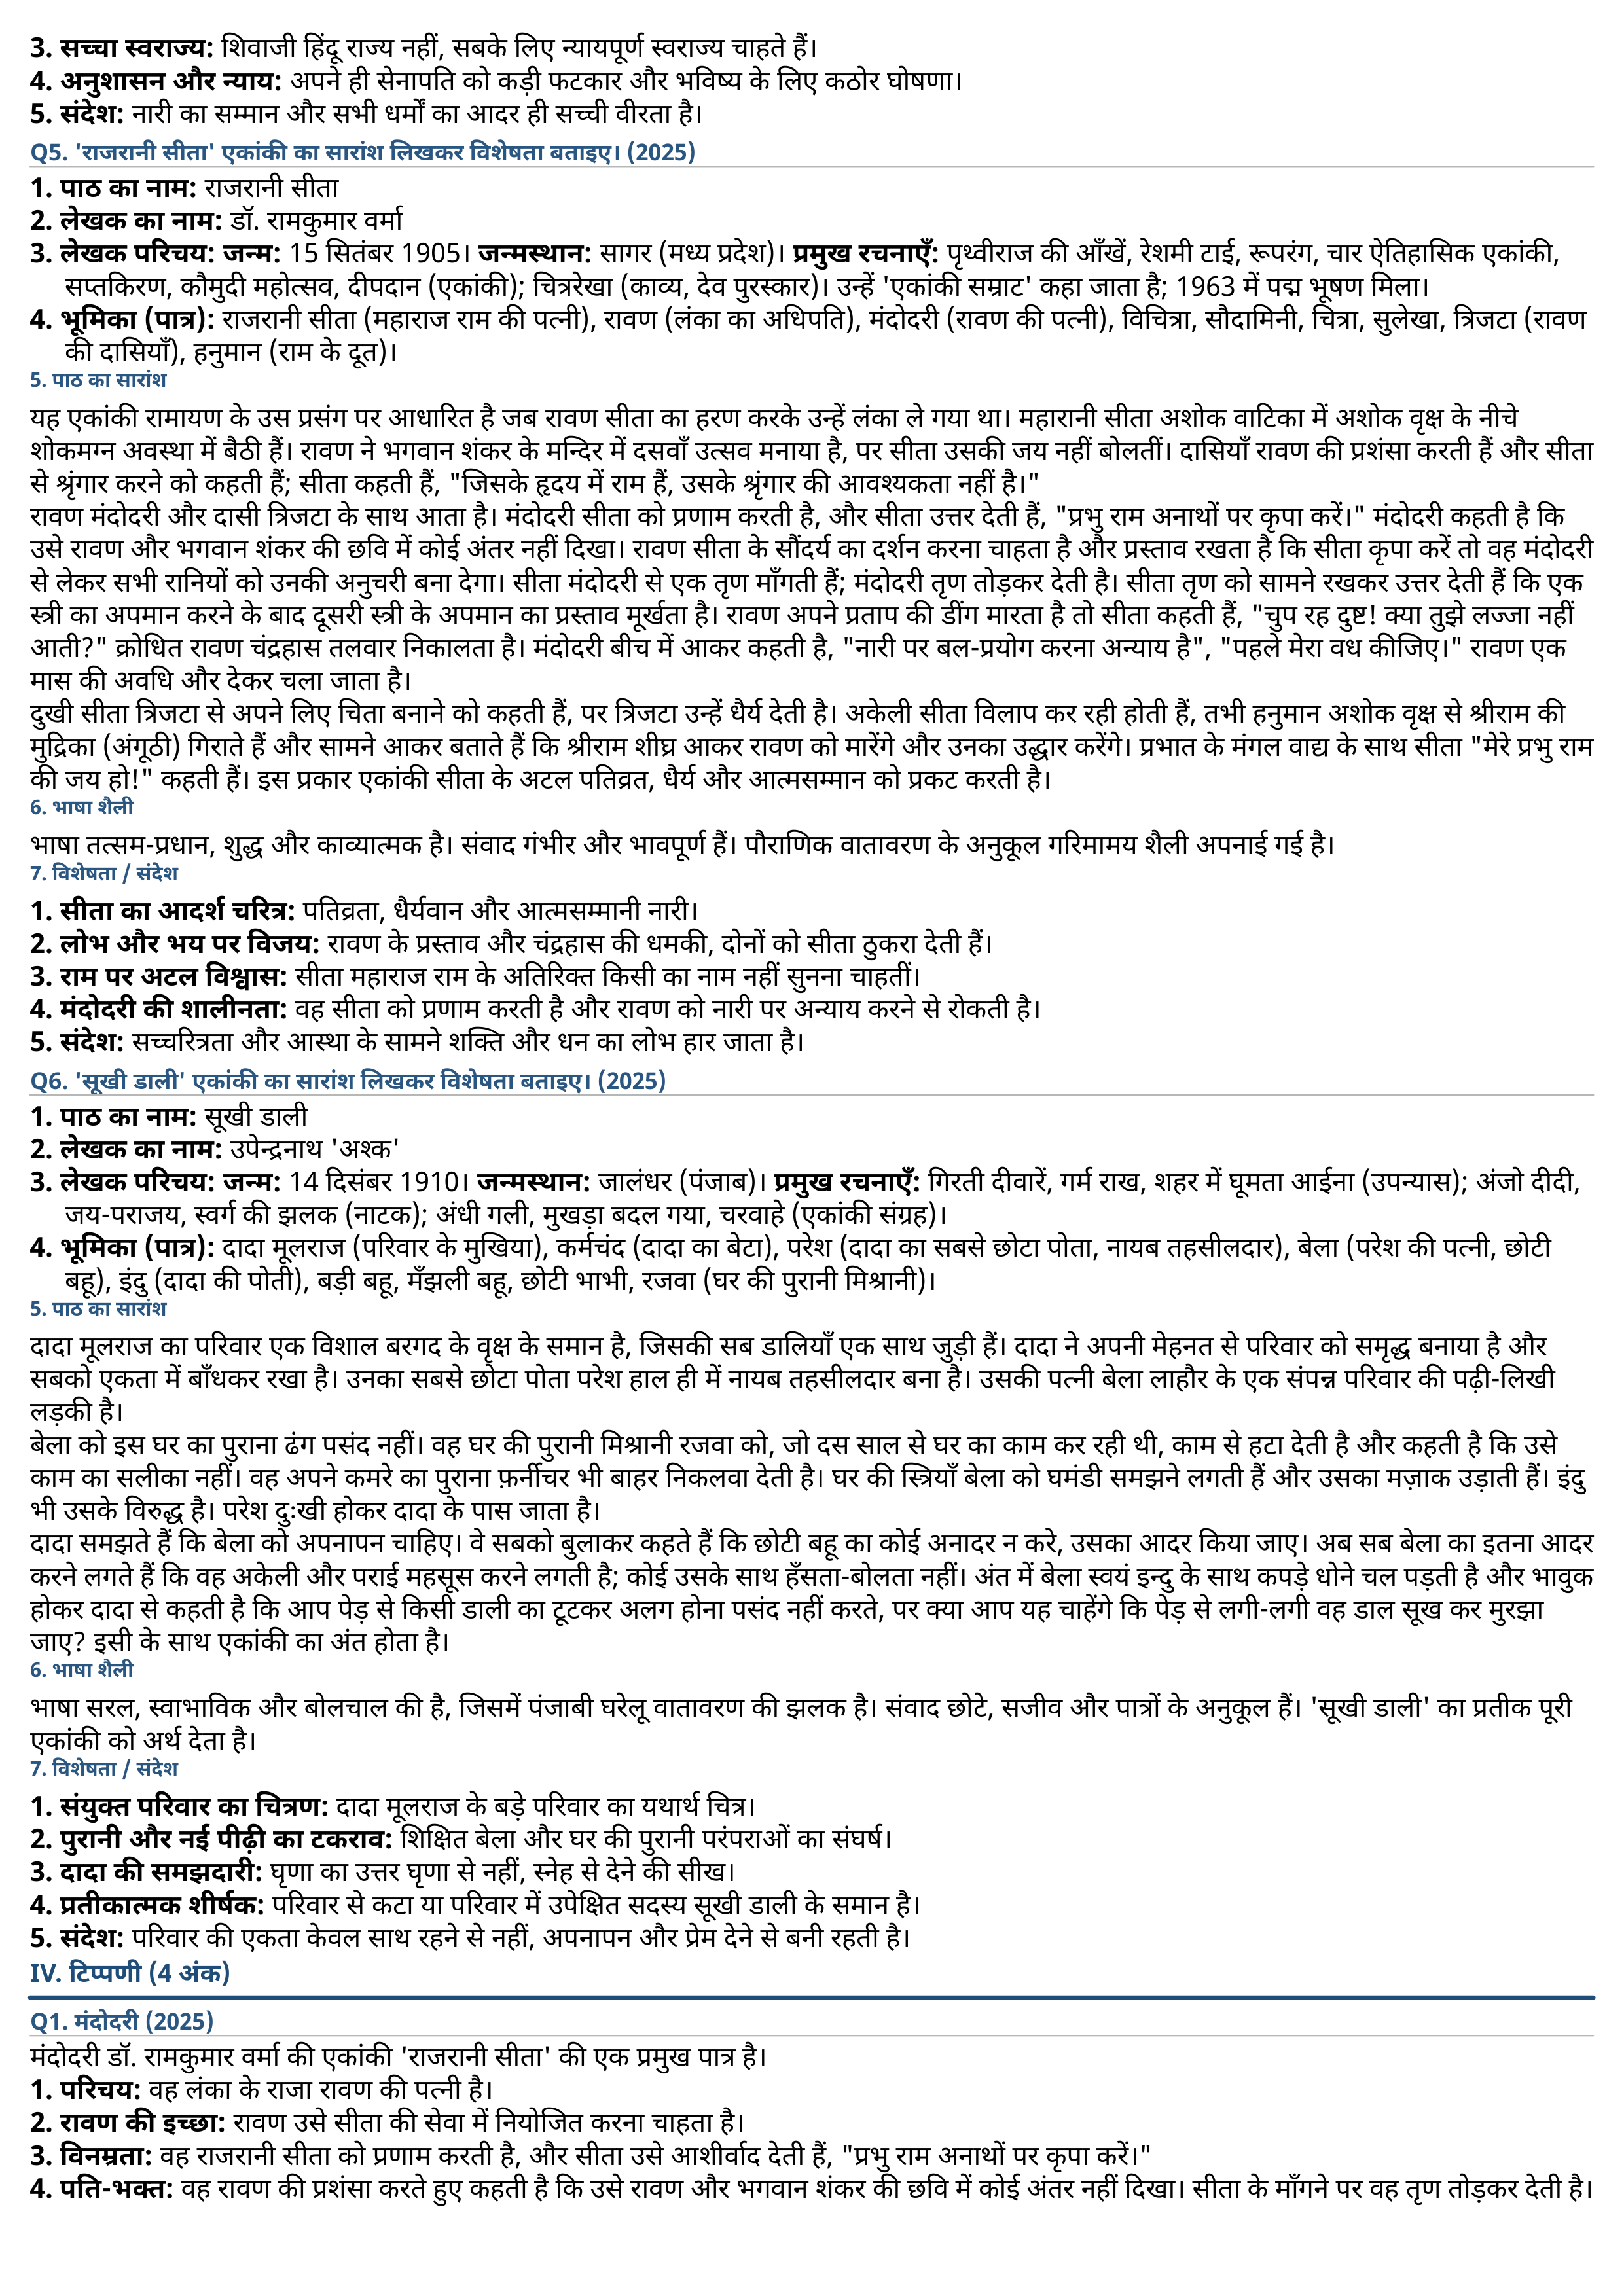 3. सच्चा स्वराज्य: शिवाजी हिंदू राज्य नहीं, सबके लिए न्यायपूर्ण स्वराज्य चाहते हैं।
4. अनुशासन और न्याय: अपने ही सेनापति को कड़ी फटकार और भविष्य के लिए कठोर घोषणा।
5. संदेश: नारी का सम्मान और सभी धर्मों का आदर ही सच्ची वीरता है।
Q5. 'राजरानी सीता' एकांकी का सारांश लिखकर विशेषता बताइए। (2025)
1. पाठ का नाम: राजरानी सीता
2. लेखक का नाम: डॉ. रामकुमार वर्मा
3. लेखक परिचय: जन्म: 15 सितंबर 1905। जन्मस्थान: सागर (मध्य प्रदेश)। प्रमुख रचनाएँ: पृथ्वीराज की आँखें, रेशमी टाई, रूपरंग, चार ऐतिहासिक एकांकी,
सप्तकिरण, कौमुदी महोत्सव, दीपदान (एकांकी); चित्ररेखा (काव्य, देव पुरस्कार)। उन्हें 'एकांकी सम्राट' कहा जाता है; 1963 में पद्म भूषण मिला।
4. भूमिका (पात्र): राजरानी सीता (महाराज राम की पत्नी), रावण (लंका का अधिपति), मंदोदरी (रावण की पत्नी), विचित्रा, सौदामिनी, चित्रा, सुलेखा, त्रिजटा (रावण
की दासियाँ), हनुमान (राम के दूत)।
5. पाठ का सारांश
यह एकांकी रामायण के उस प्रसंग पर आधारित है जब रावण सीता का हरण करके उन्हें लंका ले गया था। महारानी सीता अशोक वाटिका में अशोक वृक्ष के नीचे
शोकमग्न अवस्था में बैठी हैं। रावण ने भगवान शंकर के मन्दिर में दसवाँ उत्सव मनाया है, पर सीता उसकी जय नहीं बोलतीं। दासियाँ रावण की प्रशंसा करती हैं और सीता
से श्रृंगार करने को कहती हैं; सीता कहती हैं, "जिसके हृदय में राम हैं, उसके श्रृंगार की आवश्यकता नहीं है।"
रावण मंदोदरी और दासी त्रिजटा के साथ आता है। मंदोदरी सीता को प्रणाम करती है, और सीता उत्तर देती हैं, "प्रभु राम अनाथों पर कृपा करें।" मंदोदरी कहती है कि
उसे रावण और भगवान शंकर की छवि में कोई अंतर नहीं दिखा। रावण सीता के सौंदर्य का दर्शन करना चाहता है और प्रस्ताव रखता है कि सीता कृपा करें तो वह मंदोदरी
से लेकर सभी रानियों को उनकी अनुचरी बना देगा। सीता मंदोदरी से एक तृण माँगती हैं; मंदोदरी तृण तोड़कर देती है। सीता तृण को सामने रखकर उत्तर देती हैं कि एक
स्त्री का अपमान करने के बाद दूसरी स्त्री के अपमान का प्रस्ताव मूर्खता है। रावण अपने प्रताप की डींग मारता है तो सीता कहती हैं, "चुप रह दुष्ट! क्या तुझे लज्जा नहीं
आती?" क्रोधित रावण चंद्रहास तलवार निकालता है। मंदोदरी बीच में आकर कहती है, "नारी पर बल-प्रयोग करना अन्याय है", "पहले मेरा वध कीजिए।" रावण एक
मास की अवधि और देकर चला जाता है।
दुखी सीता त्रिजटा से अपने लिए चिता बनाने को कहती हैं, पर त्रिजटा उन्हें धैर्य देती है। अकेली सीता विलाप कर रही होती हैं, तभी हनुमान अशोक वृक्ष से श्रीराम की
मुद्रिका (अंगूठी) गिराते हैं और सामने आकर बताते हैं कि श्रीराम शीघ्र आकर रावण को मारेंगे और उनका उद्धार करेंगे। प्रभात के मंगल वाद्य के साथ सीता "मेरे प्रभु राम
की जय हो!" कहती हैं। इस प्रकार एकांकी सीता के अटल पतिव्रत, धैर्य और आत्मसम्मान को प्रकट करती है।
6. भाषा शैली
भाषा तत्सम-प्रधान, शुद्ध और काव्यात्मक है। संवाद गंभीर और भावपूर्ण हैं। पौराणिक वातावरण के अनुकूल गरिमामय शैली अपनाई गई है।
7. विशेषता / संदेश
1. सीता का आदर्श चरित्र: पतिव्रता, धैर्यवान और आत्मसम्मानी नारी।
2. लोभ और भय पर विजय: रावण के प्रस्ताव और चंद्रहास की धमकी, दोनों को सीता ठुकरा देती हैं।
3. राम पर अटल विश्वास: सीता महाराज राम के अतिरिक्त किसी का नाम नहीं सुनना चाहतीं।
4. मंदोदरी की शालीनता: वह सीता को प्रणाम करती है और रावण को नारी पर अन्याय करने से रोकती है।
5. संदेश: सच्चरित्रता और आस्था के सामने शक्ति और धन का लोभ हार जाता है।
Q6. 'सूखी डाली' एकांकी का सारांश लिखकर विशेषता बताइए। (2025)
1. पाठ का नाम: सूखी डाली
2. लेखक का नाम: उपेन्द्रनाथ 'अश्क'
3. लेखक परिचय: जन्म: 14 दिसंबर 1910। जन्मस्थान: जालंधर (पंजाब)। प्रमुख रचनाएँ: गिरती दीवारें, गर्म राख, शहर में घूमता आईना (उपन्यास); अंजो दीदी,
जय-पराजय, स्वर्ग की झलक (नाटक); अंधी गली, मुखड़ा बदल गया, चरवाहे (एकांकी संग्रह)।
4. भूमिका (पात्र): दादा मूलराज (परिवार के मुखिया), कर्मचंद (दादा का बेटा), परेश (दादा का सबसे छोटा पोता, नायब तहसीलदार), बेला (परेश की पत्नी, छोटी
बहू), इंदु (दादा की पोती), बड़ी बहू, मँझली बहू, छोटी भाभी, रजवा (घर की पुरानी मिश्रानी)।
5. पाठ का सारांश
दादा मूलराज का परिवार एक विशाल बरगद के वृक्ष के समान है, जिसकी सब डालियाँ एक साथ जुड़ी हैं। दादा ने अपनी मेहनत से परिवार को समृद्ध बनाया है और
सबको एकता में बाँधकर रखा है। उनका सबसे छोटा पोता परेश हाल ही में नायब तहसीलदार बना है। उसकी पत्नी बेला लाहौर के एक संपन्न परिवार की पढ़ी-लिखी
लड़की है।
बेला को इस घर का पुराना ढंग पसंद नहीं। वह घर की पुरानी मिश्रानी रजवा को, जो दस साल से घर का काम कर रही थी, काम से हटा देती है और कहती है कि उसे
काम का सलीका नहीं। वह अपने कमरे का पुराना फ़र्नीचर भी बाहर निकलवा देती है। घर की स्त्रियाँ बेला को घमंडी समझने लगती हैं और उसका मज़ाक उड़ाती हैं। इंदु
भी उसके विरुद्ध है। परेश दुःखी होकर दादा के पास जाता है।
दादा समझते हैं कि बेला को अपनापन चाहिए। वे सबको बुलाकर कहते हैं कि छोटी बहू का कोई अनादर न करे, उसका आदर किया जाए। अब सब बेला का इतना आदर
करने लगते हैं कि वह अकेली और पराई महसूस करने लगती है; कोई उसके साथ हँसता-बोलता नहीं। अंत में बेला स्वयं इन्दु के साथ कपड़े धोने चल पड़ती है और भावुक
होकर दादा से कहती है कि आप पेड़ से किसी डाली का टूटकर अलग होना पसंद नहीं करते, पर क्या आप यह चाहेंगे कि पेड़ से लगी-लगी वह डाल सूख कर मुरझा
जाए? इसी के साथ एकांकी का अंत होता है।
6. भाषा शैली
भाषा सरल, स्वाभाविक और बोलचाल की है, जिसमें पंजाबी घरेलू वातावरण की झलक है। संवाद छोटे, सजीव और पात्रों के अनुकूल हैं। 'सूखी डाली' का प्रतीक पूरी
एकांकी को अर्थ देता है।
7. विशेषता / संदेश
1. संयुक्त परिवार का चित्रण: दादा मूलराज के बड़े परिवार का यथार्थ चित्र।
2. पुरानी और नई पीढ़ी का टकराव: शिक्षित बेला और घर की पुरानी परंपराओं का संघर्ष।
3. दादा की समझदारी: घृणा का उत्तर घृणा से नहीं, स्नेह से देने की सीख।
4. प्रतीकात्मक शीर्षक: परिवार से कटा या परिवार में उपेक्षित सदस्य सूखी डाली के समान है।
5. संदेश: परिवार की एकता केवल साथ रहने से नहीं, अपनापन और प्रेम देने से बनी रहती है।
IV. टिप्पणी (4 अंक)
Q1. मंदोदरी (2025)
मंदोदरी डॉ. रामकुमार वर्मा की एकांकी 'राजरानी सीता' की एक प्रमुख पात्र है।
1. परिचय: वह लंका के राजा रावण की पत्नी है।
2. रावण की इच्छा: रावण उसे सीता की सेवा में नियोजित करना चाहता है।
3. विनम्रता: वह राजरानी सीता को प्रणाम करती है, और सीता उसे आशीर्वाद देती हैं, "प्रभु राम अनाथों पर कृपा करें।"
4. पति-भक्त: वह रावण की प्रशंसा करते हुए कहती है कि उसे रावण और भगवान शंकर की छवि में कोई अंतर नहीं दिखा। सीता के माँगने पर वह तृण तोड़कर देती है।